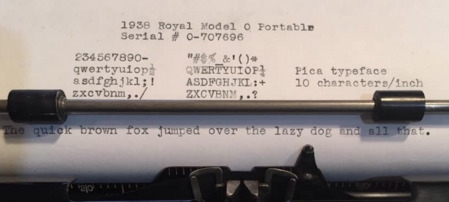 1938 Royal Model O Portable
Serial # O-707696
234567890- "#$%_&'()*
qwertyuiop½ QWERTYUIOP¼ Pica typeface
asdfghjkl;! ASDFGHJKL:+ 10 characters/inch
zxcvbnm,./ ZXCVBNM,.?
The quick brown fox jumped over the lazy dog and all that.